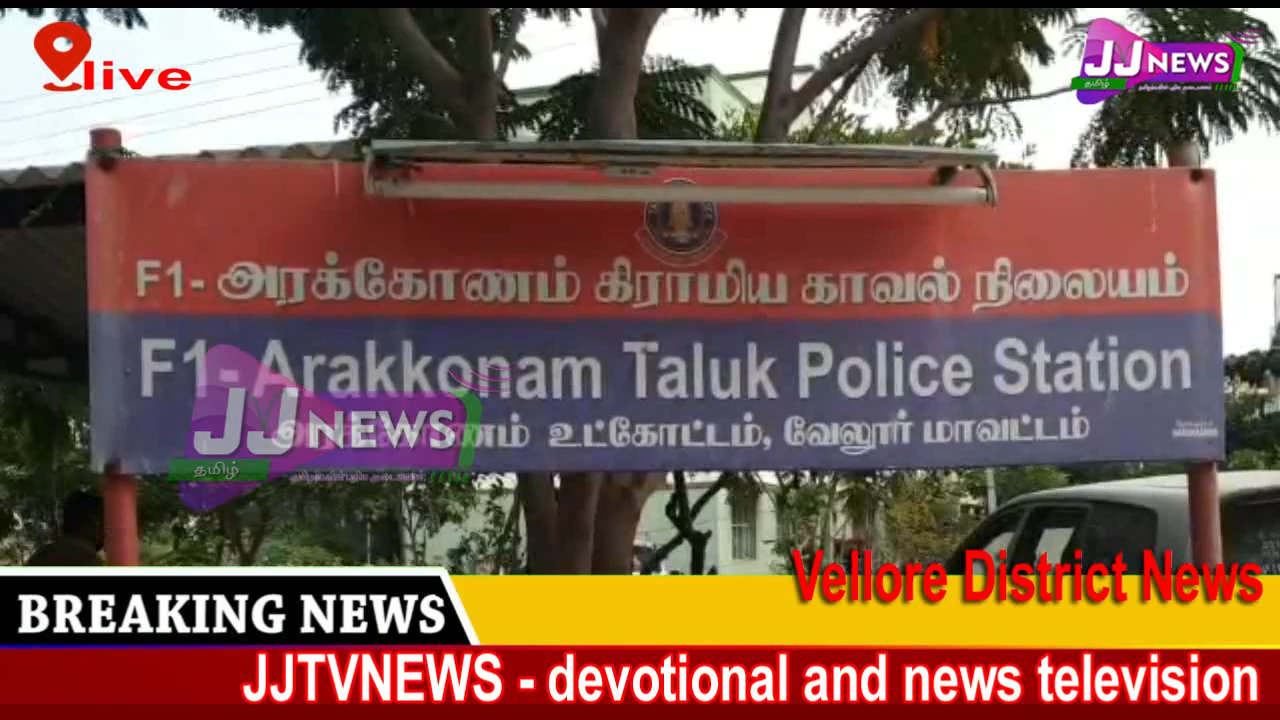 live
JJ NEWS
தமிழ்
F1- அரக்கோணம் கிராமிய காவல் நிலையம்
F1- Arakkonam Taluk Police Station
உட்கோட்டம், வேலூர் மாவட்டம்
JJ NEWS
தமிழ்
Vellore District News
BREAKING NEWS
JJTVNEWS - devotional and news television